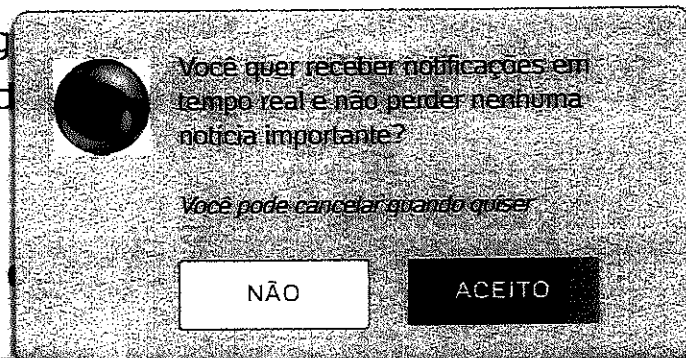 Você quer receber notificações em
tempo real e não perder nenhuma
notícia importante?
Você pode cancelar quando quiser
NÃO
ACEITO